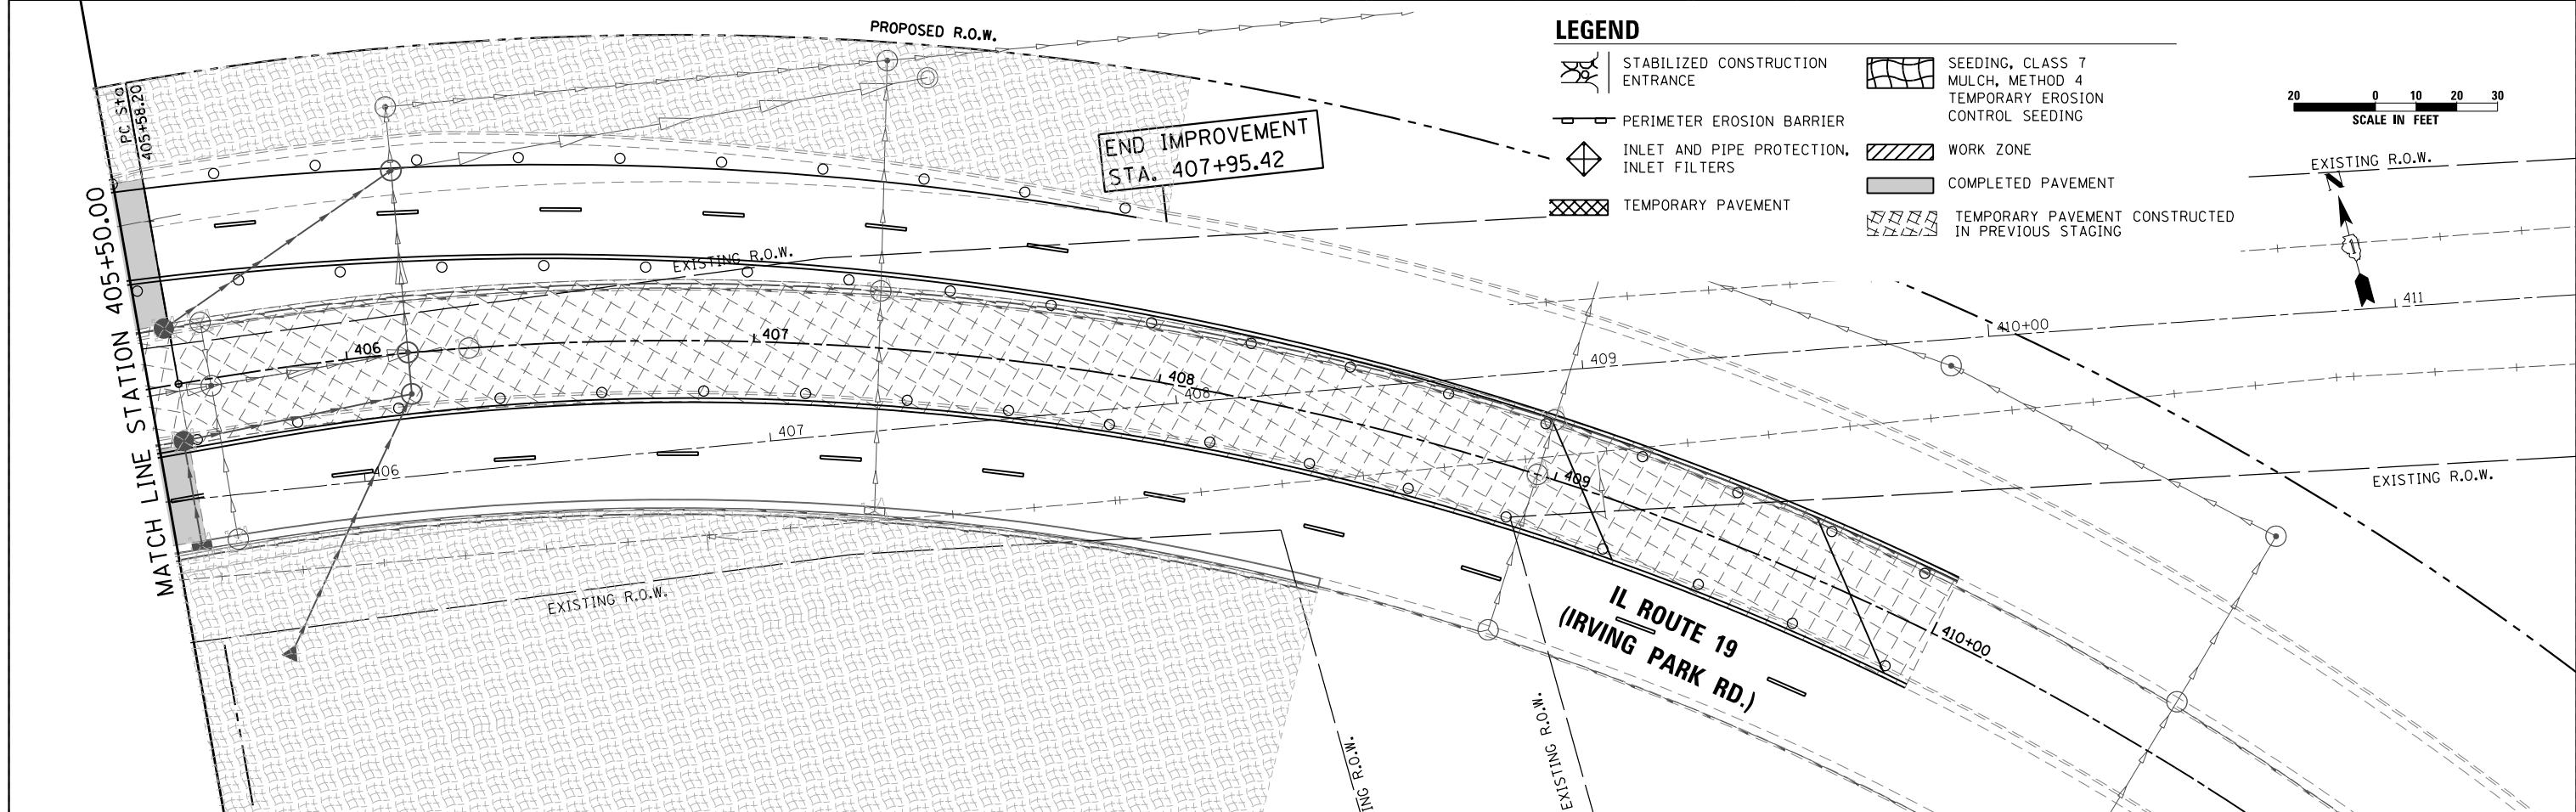 PROPOSED R.O.W.
PC Sta
405+58.20
MATCH LINE STATION 405+50.00
END IMPROVEMENT
STA. 407+95.42
EXISTING R.O.W.
406
407
408
409
410+00
406
407
408
409
410+00
411
EXISTING R.O.W.
EXISTING R.O.W.
EXISTING R.O.W.
ING R.O.W.
EXISTING R.O.W.
IL ROUTE 19
(IRVING PARK RD.)
LEGEND
STABILIZED CONSTRUCTION
ENTRANCE
PERIMETER EROSION BARRIER
INLET AND PIPE PROTECTION,
INLET FILTERS
TEMPORARY PAVEMENT
SEEDING, CLASS 7
MULCH, METHOD 4
TEMPORARY EROSION
CONTROL SEEDING
WORK ZONE
COMPLETED PAVEMENT
TEMPORARY PAVEMENT CONSTRUCTED
IN PREVIOUS STAGING
20 0 10 20 30
SCALE IN FEET
N
1